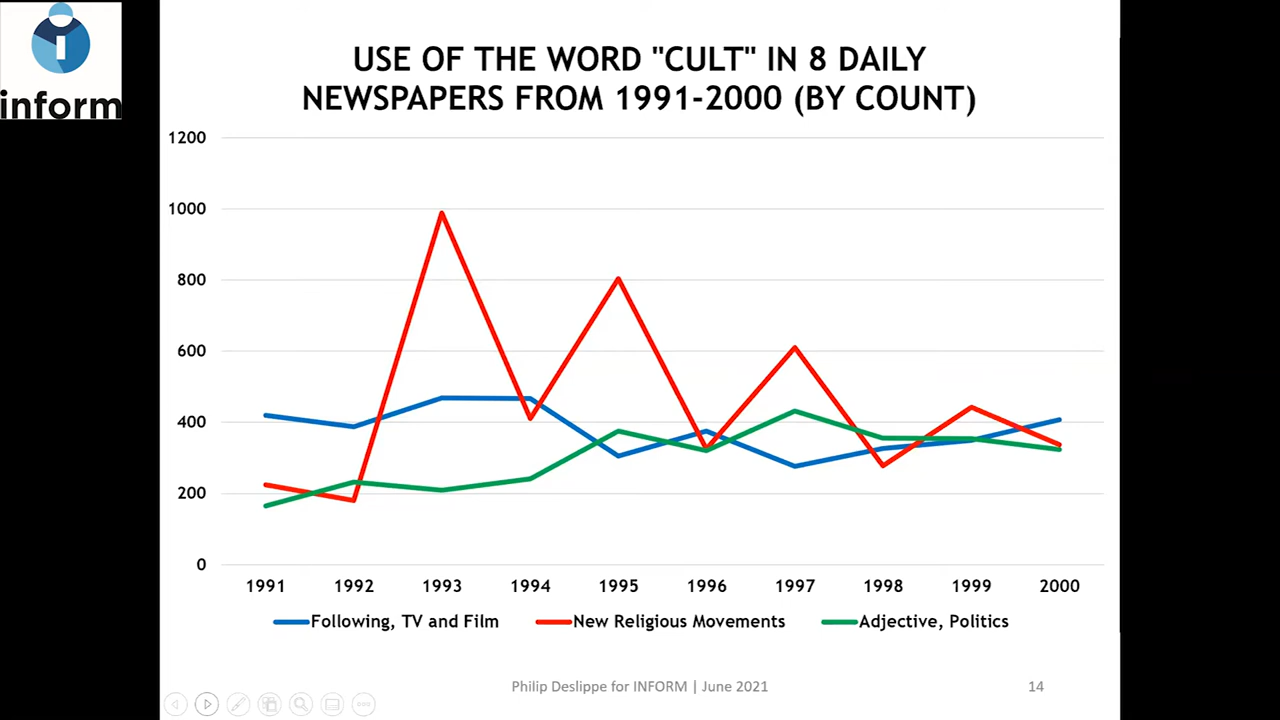 inform
USE OF THE WORD "CULT" IN 8 DAILY
NEWSPAPERS FROM 1991-2000 (BY COUNT)
1200
1000
800
600
400
200
0
1991 1992 1993 1994 1995 1996 1997 1998 1999 2000
Following, TV and Film New Religious Movements Adjective, Politics
Philip Deslippe for INFORM | June 2021 14